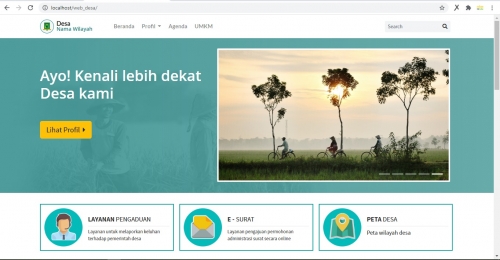 localhost/web_desa/
Desa
Nama Wilayah
Beranda Profil Agenda UMKM
Search
Ayo! Kenali lebih dekat
Desa kami
Lihat Profil
LAYANAN PENGADUAN
Layanan untuk melaporkan keluhan
terhadap pemerintah desa
E - SURAT
Layanan pengajuan permohonan
administrasi surat secara online
PETA DESA
Peta wilayah desa